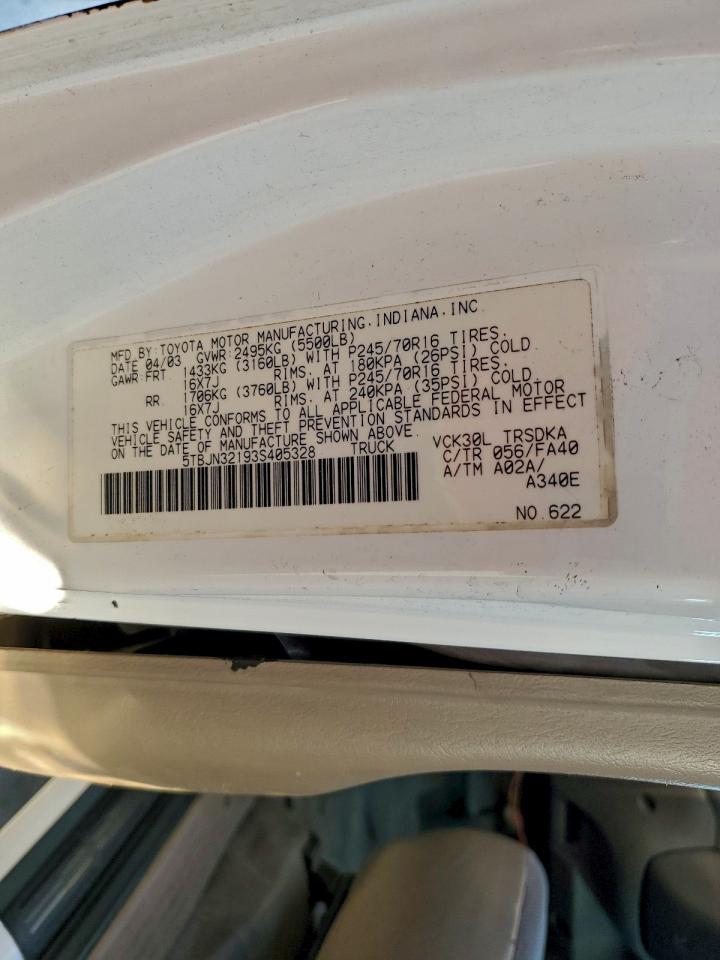 MFD.BY:TOYOTA MOTOR MANUFACTURING.INDIANA.INC
DATE 04/03 GVWR:2495KG (5500LB)
GAWR:FRT. 1433KG (3160LB) WITH P245/70R16 TIRES.
16X7J RIMS. AT 180KPA (26PSI) COLD
RR. 1706KG (3760LB) WITH P245/70R16 TIRES.
16X7J RIMS. AT 240KPA (35PSI) COLD
THIS VEHICLE CONFORMS TO ALL APPLICABLE FEDERAL MOTOR
VEHICLE SAFETY AND THEFT PREVENTION STANDARDS IN EFFECT
ON THE DATE OF MANUFACTURE SHOWN ABOVE.
5TBJN32193S405328 TRUCK
VCK30L TRSDKA
C/TR 056/FA40
A/TM A02A/
A340E
NO.622